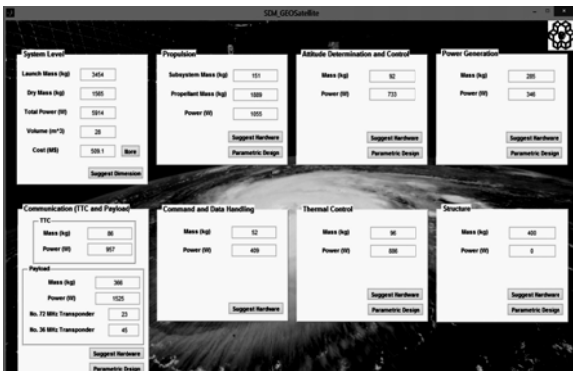 SDM_GEOSatellite
System Level
Launch Mass (kg) 3454
Dry Mass (kg) 1565
Total Power (W) 5914
Volume (m^3) 28
Cost (M$) 509.1 More
Suggest Dimension
Propulsion
Subsystem Mass (kg) 151
Propellant Mass (kg) 1889
Power (W) 1055
Suggest Hardware
Parametric Design
Attitude Determination and Control
Mass (kg) 92
Power (W) 733
Suggest Hardware
Parametric Design
Power Generation
Mass (kg) 285
Power (W) 346
Suggest Hardware
Parametric Design
Communication (TTC and Payload)
TTC
Mass (kg) 86
Power (W) 957
Payload
Mass (kg) 366
Power (W) 1525
No. 72 MHz Transponder 23
No. 36 MHz Transponder 45
Suggest Hardware
Parametric Design
Command and Data Handling
Mass (kg) 52
Power (W) 409
Suggest Hardware
Thermal Control
Mass (kg) 96
Power (W) 886
Suggest Hardware
Parametric Design
Structure
Mass (kg) 400
Power (W) 0
Suggest Hardware
Parametric Design